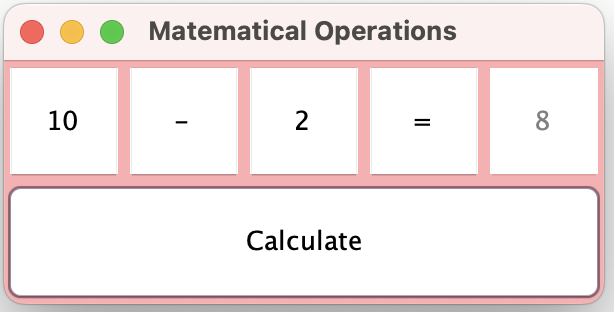 Matematical Operations
10 - 2 = 8
Calculate